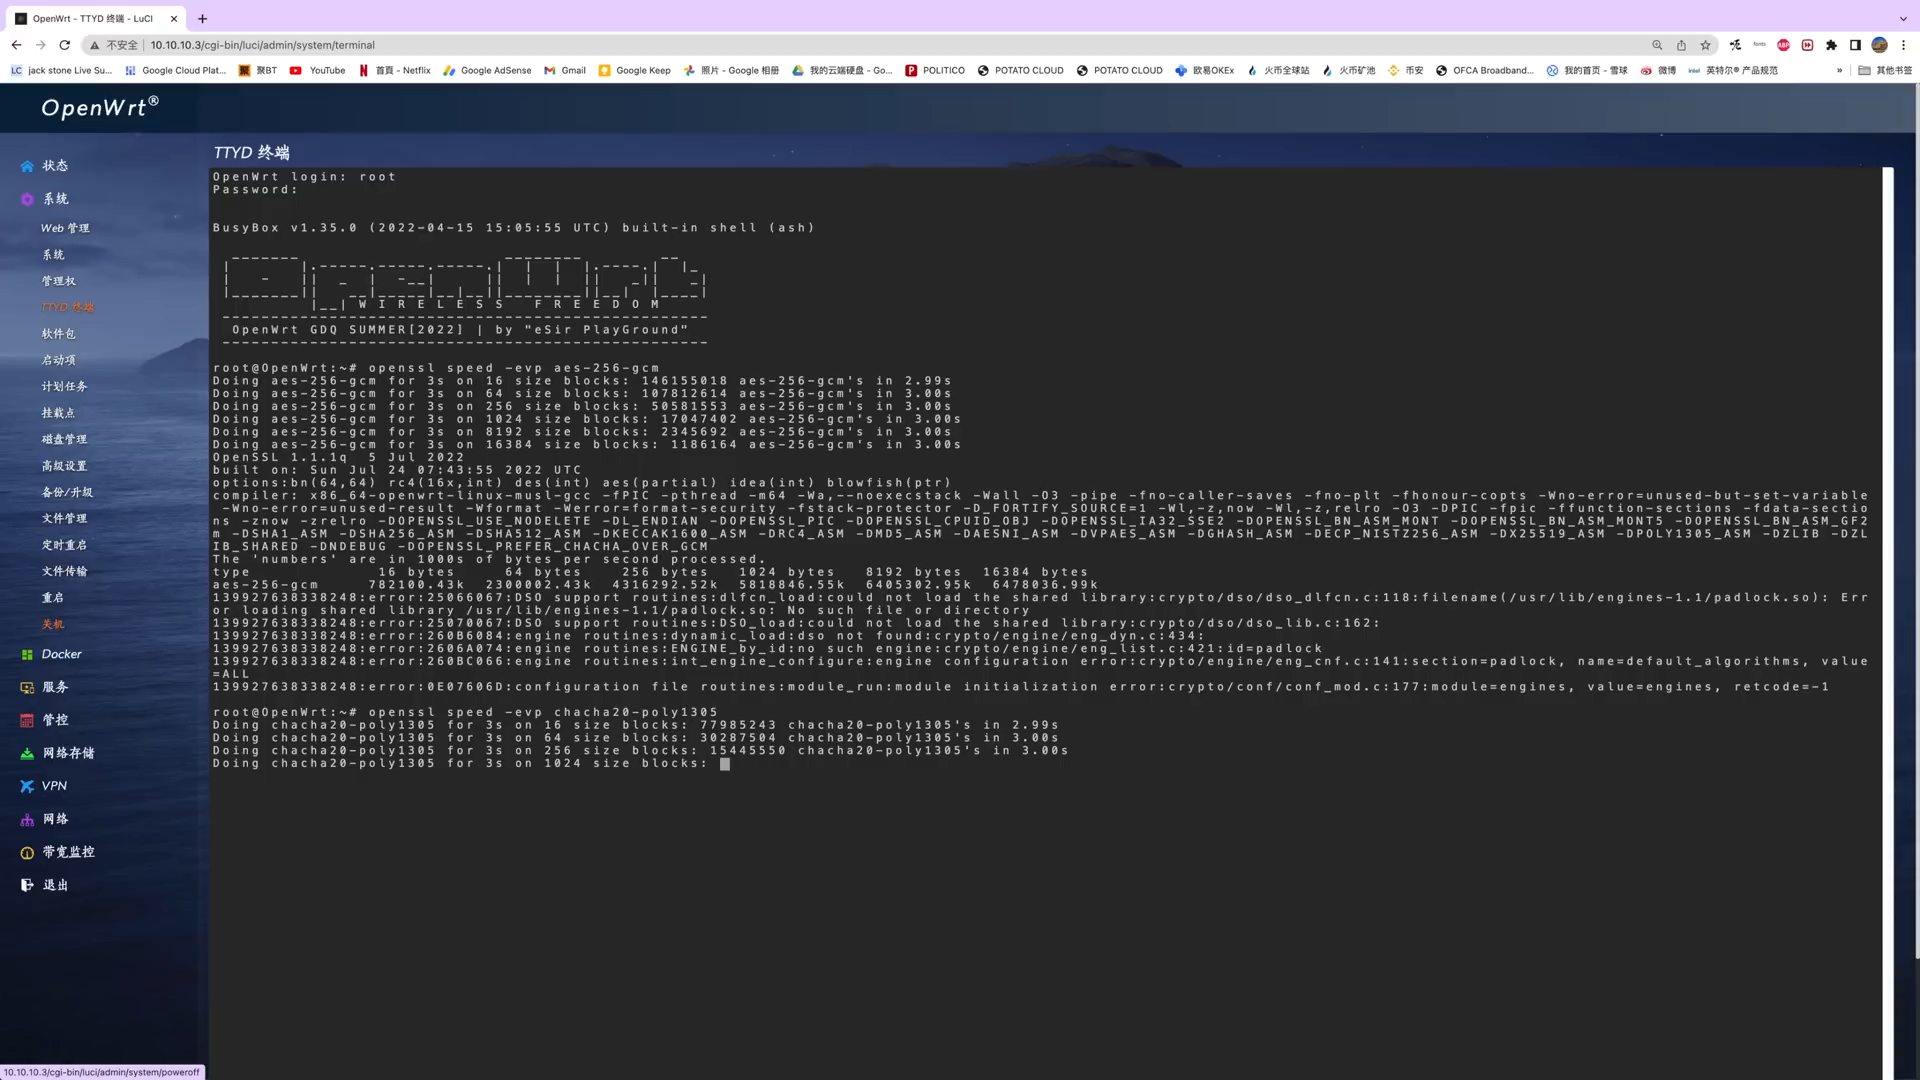 OpenWrt - TTYD 终端 - LuCI
不安全 10.10.10.3/cgi-bin/luci/admin/system/terminal
jack stone Live Su... Google Cloud Plat... 聚BT YouTube 首頁 - Netflix Google AdSense Gmail Google Keep 照片 - Google 相册 我的云端硬盘 - Go... POLITICO POTATO CLOUD POTATO CLOUD 欧易OKEx 火币全球站 火币矿池 币安 OFCA Broadband... 我的首页 - 雪球 微博 英特尔® 产品规范 » 其他书签
OpenWrt®
TTYD 终端
状态
系统
Web 管理
系统
管理权
TTYD 终端
软件包
启动项
计划任务
挂载点
磁盘管理
高级设置
备份/升级
文件管理
定时重启
文件传输
重启
关机
Docker
服务
管控
网络存储
VPN
网络
带宽监控
退出
OpenWrt login: root
Password:
BusyBox v1.35.0 (2022-04-15 15:05:55 UTC) built-in shell (ash)
W I R E L E S S   F R E E D O M
OpenWrt GDQ SUMMER[2022] | by "eSir PlayGround"
root@OpenWrt:~# openssl speed -evp aes-256-gcm
Doing aes-256-gcm for 3s on 16 size blocks: 146155018 aes-256-gcm's in 2.99s
Doing aes-256-gcm for 3s on 64 size blocks: 107812614 aes-256-gcm's in 3.00s
Doing aes-256-gcm for 3s on 256 size blocks: 50581553 aes-256-gcm's in 3.00s
Doing aes-256-gcm for 3s on 1024 size blocks: 17047402 aes-256-gcm's in 3.00s
Doing aes-256-gcm for 3s on 8192 size blocks: 2345692 aes-256-gcm's in 3.00s
Doing aes-256-gcm for 3s on 16384 size blocks: 1186164 aes-256-gcm's in 3.00s
OpenSSL 1.1.1q  5 Jul 2022
built on: Sun Jul 24 07:43:55 2022 UTC
options:bn(64,64) rc4(16x,int) des(int) aes(partial) idea(int) blowfish(ptr)
compiler: x86_64-openwrt-linux-musl-gcc -fPIC -pthread -m64 -Wa,--noexecstack -Wall -O3 -pipe -fno-caller-saves -fno-plt -fhonour-copts -Wno-error=unused-but-set-variable
-Wno-error=unused-result -Wformat -Werror=format-security -fstack-protector -D_FORTIFY_SOURCE=1 -Wl,-z,now -Wl,-z,relro -O3 -DPIC -fpic -ffunction-sections -fdata-sectio
ns -znow -zrelro -DOPENSSL_USE_NODELETE -DL_ENDIAN -DOPENSSL_PIC -DOPENSSL_CPUID_OBJ -DOPENSSL_IA32_SSE2 -DOPENSSL_BN_ASM_MONT -DOPENSSL_BN_ASM_MONT5 -DOPENSSL_BN_ASM_GF2
m -DSHA1_ASM -DSHA256_ASM -DSHA512_ASM -DKECCAK1600_ASM -DRC4_ASM -DMD5_ASM -DAESNI_ASM -DVPAES_ASM -DGHASH_ASM -DECP_NISTZ256_ASM -DX25519_ASM -DPOLY1305_ASM -DZLIB -DZL
IB_SHARED -DNDEBUG -DOPENSSL_PREFER_CHACHA_OVER_GCM
The 'numbers' are in 1000s of bytes per second processed.
type             16 bytes     64 bytes    256 bytes   1024 bytes   8192 bytes  16384 bytes
aes-256-gcm     782100.43k  2300002.43k  4316292.52k  5818846.55k  6405302.95k  6478036.99k
139927638338248:error:25066067:DSO support routines:dlfcn_load:could not load the shared library:crypto/dso/dso_dlfcn.c:118:filename(/usr/lib/engines-1.1/padlock.so): Err
or loading shared library /usr/lib/engines-1.1/padlock.so: No such file or directory
139927638338248:error:25070067:DSO support routines:DSO_load:could not load the shared library:crypto/dso/dso_lib.c:162:
139927638338248:error:260B6084:engine routines:dynamic_load:dso not found:crypto/engine/eng_dyn.c:434:
139927638338248:error:2606A074:engine routines:ENGINE_by_id:no such engine:crypto/engine/eng_list.c:421:id=padlock
139927638338248:error:260BC066:engine routines:int_engine_configure:engine configuration error:crypto/engine/eng_cnf.c:141:section=padlock, name=default_algorithms, value
=ALL
139927638338248:error:0E07606D:configuration file routines:module_run:module initialization error:crypto/conf/conf_mod.c:177:module=engines, value=engines, retcode=-1
root@OpenWrt:~# openssl speed -evp chacha20-poly1305
Doing chacha20-poly1305 for 3s on 16 size blocks: 77985243 chacha20-poly1305's in 2.99s
Doing chacha20-poly1305 for 3s on 64 size blocks: 30287504 chacha20-poly1305's in 3.00s
Doing chacha20-poly1305 for 3s on 256 size blocks: 15445550 chacha20-poly1305's in 3.00s
Doing chacha20-poly1305 for 3s on 1024 size blocks:
10.10.10.3/cgi-bin/luci/admin/system/poweroff